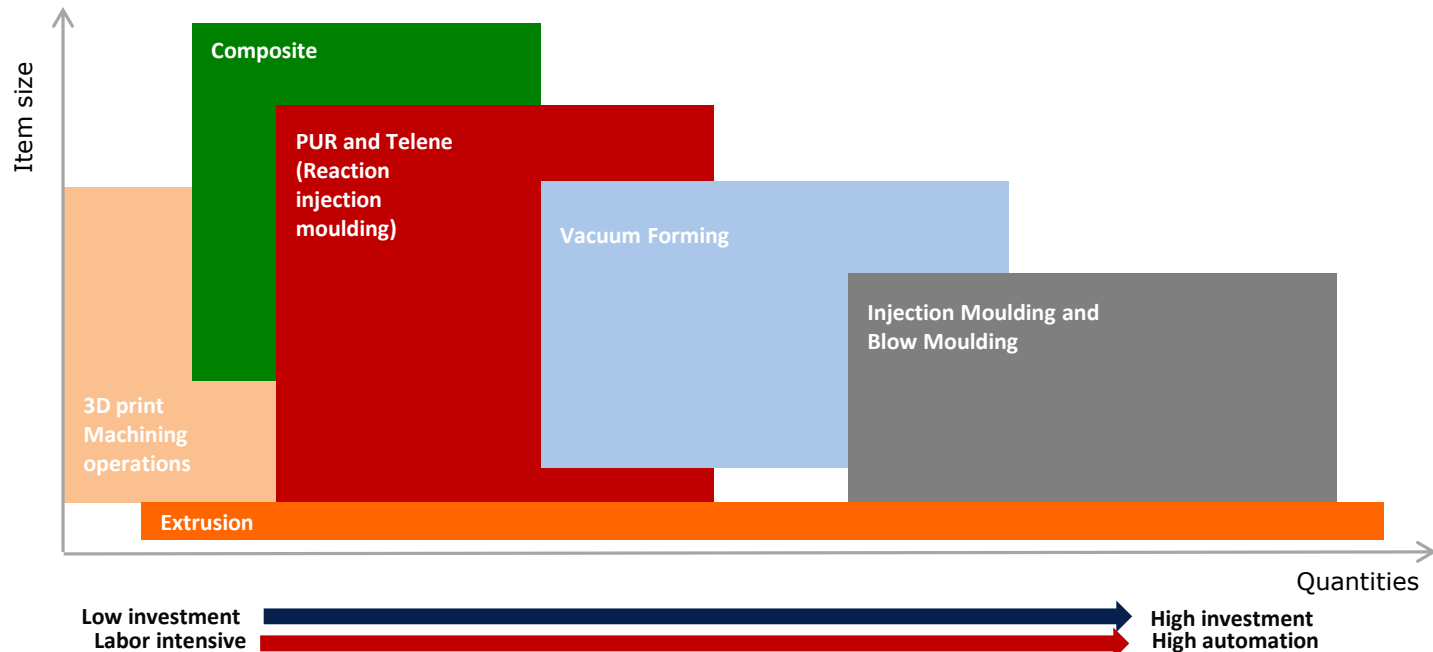 Item size
Composite
PUR and Telene
(Reaction
injection
moulding)
Vacuum Forming
Injection Moulding and
Blow Moulding
3D print
Machining
operations
Extrusion
Quantities
Low investment
High investment
Labor intensive
High automation